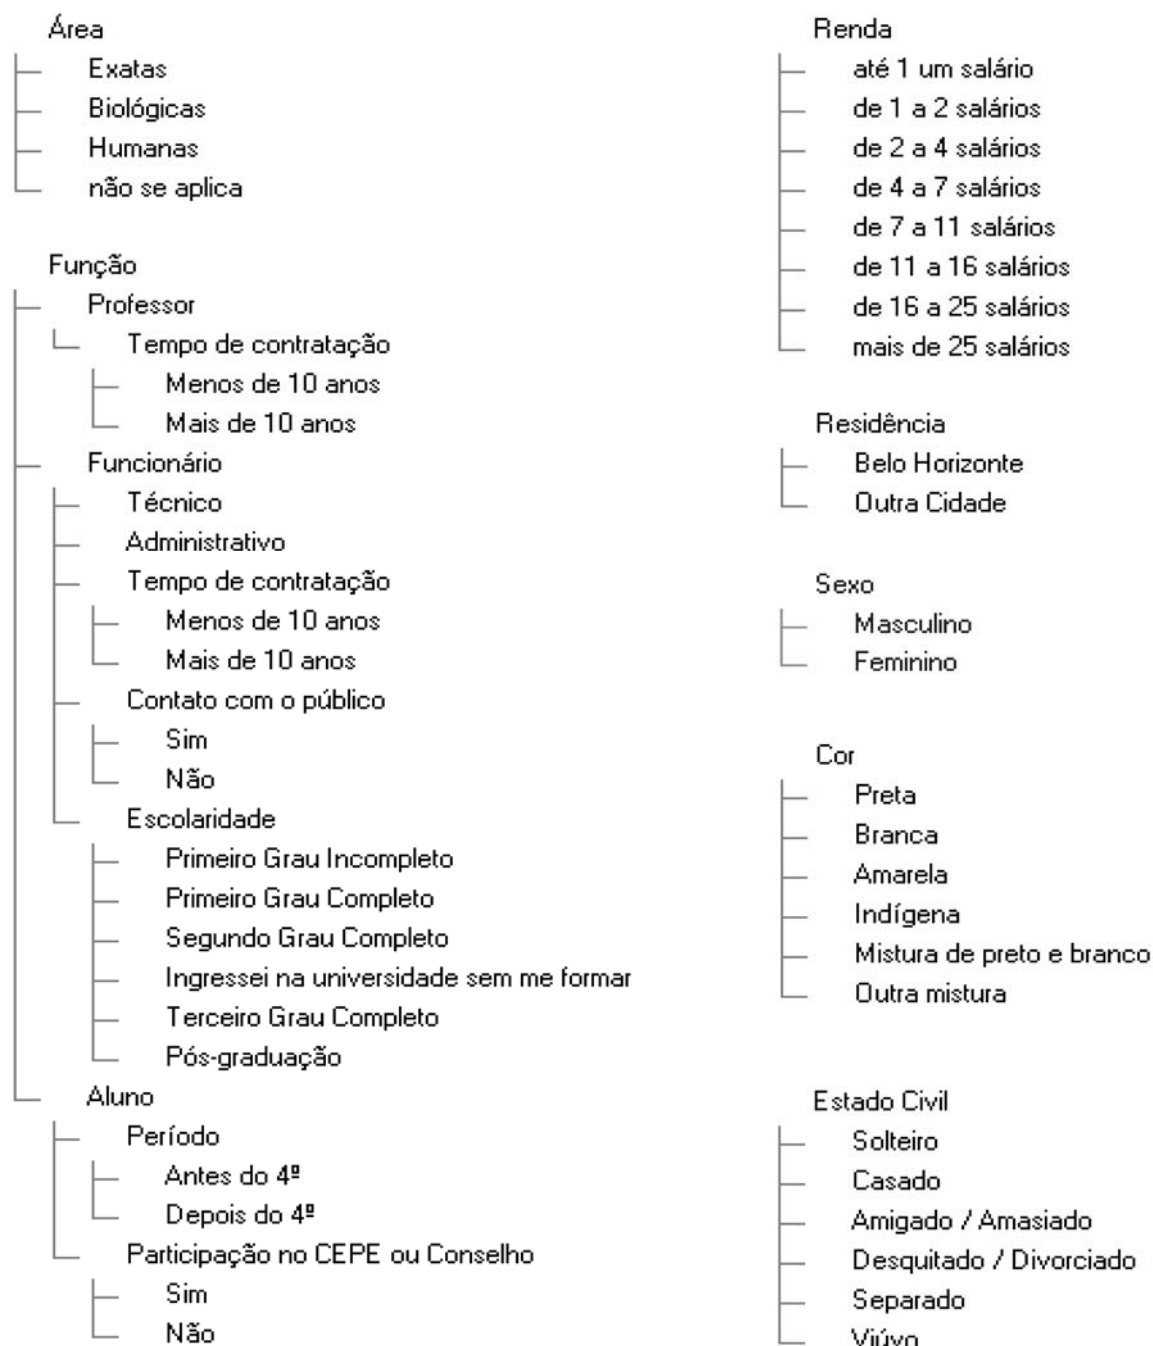 Área
Exatas
Biológicas
Humanas
não se aplica
Função
Professor
Tempo de contratação
Menos de 10 anos
Mais de 10 anos
Funcionário
Técnico
Administrativo
Tempo de contratação
Menos de 10 anos
Mais de 10 anos
Contato com o público
Sim
Não
Escolaridade
Primeiro Grau Incompleto
Primeiro Grau Completo
Segundo Grau Completo
Ingressei na universidade sem me formar
Terceiro Grau Completo
Pós-graduação
Aluno
Período
Antes do 4º
Depois do 4º
Participação no CEPE ou Conselho
Sim
Não
Renda
até 1 um salário
de 1 a 2 salários
de 2 a 4 salários
de 4 a 7 salários
de 7 a 11 salários
de 11 a 16 salários
de 16 a 25 salários
mais de 25 salários
Residência
Belo Horizonte
Outra Cidade
Sexo
Masculino
Feminino
Cor
Preta
Branca
Amarela
Indígena
Mistura de preto e branco
Outra mistura
Estado Civil
Solteiro
Casado
Amigado / Amasiado
Desquitado / Divorciado
Separado
Viúvo